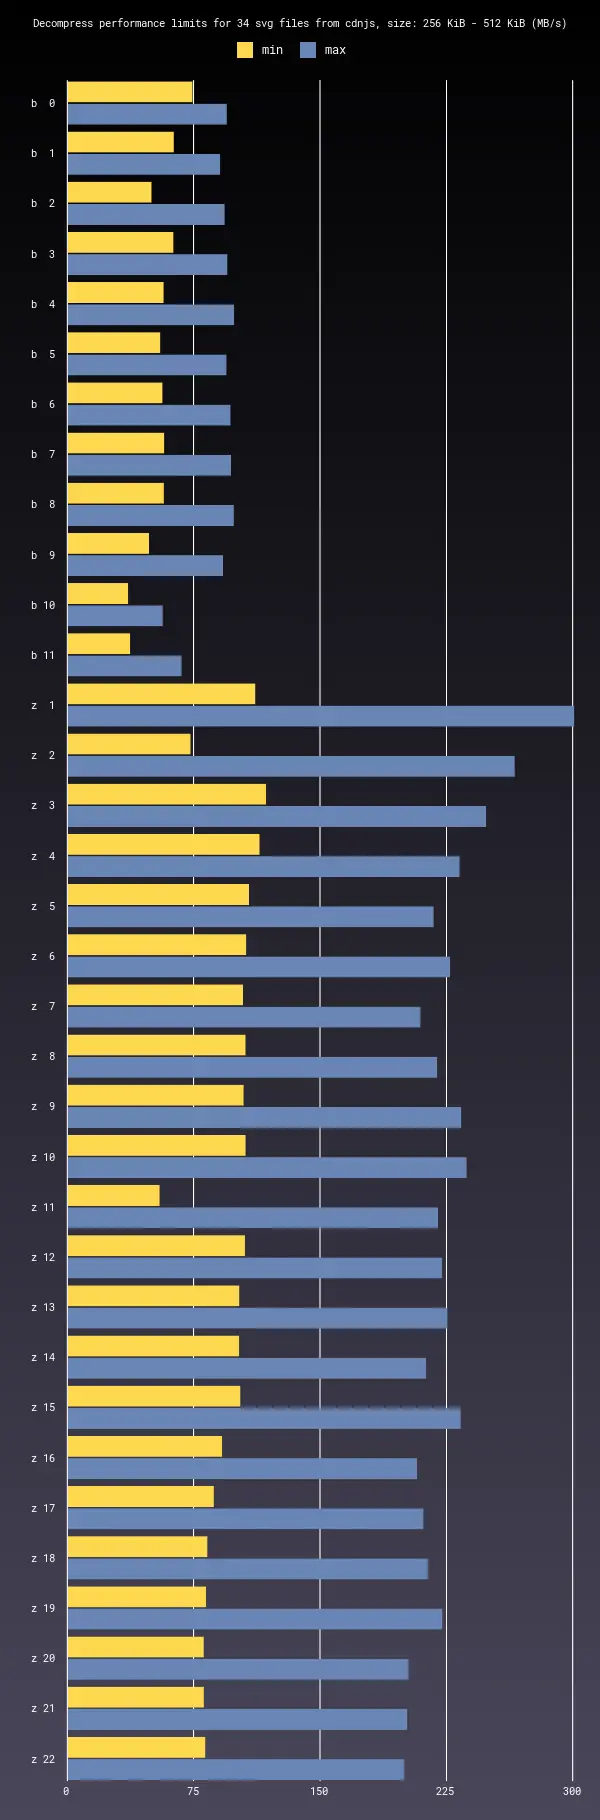 Decompress performance limits for 34 svg files from cdnjs, size: 256 KiB - 512 KiB (MB/s)
min max
b 0
b 1
b 2
b 3
b 4
b 5
b 6
b 7
b 8
b 9
b 10
b 11
z 1
z 2
z 3
z 4
z 5
z 6
z 7
z 8
z 9
z 10
z 11
z 12
z 13
z 14
z 15
z 16
z 17
z 18
z 19
z 20
z 21
z 22
0 75 150 225 300